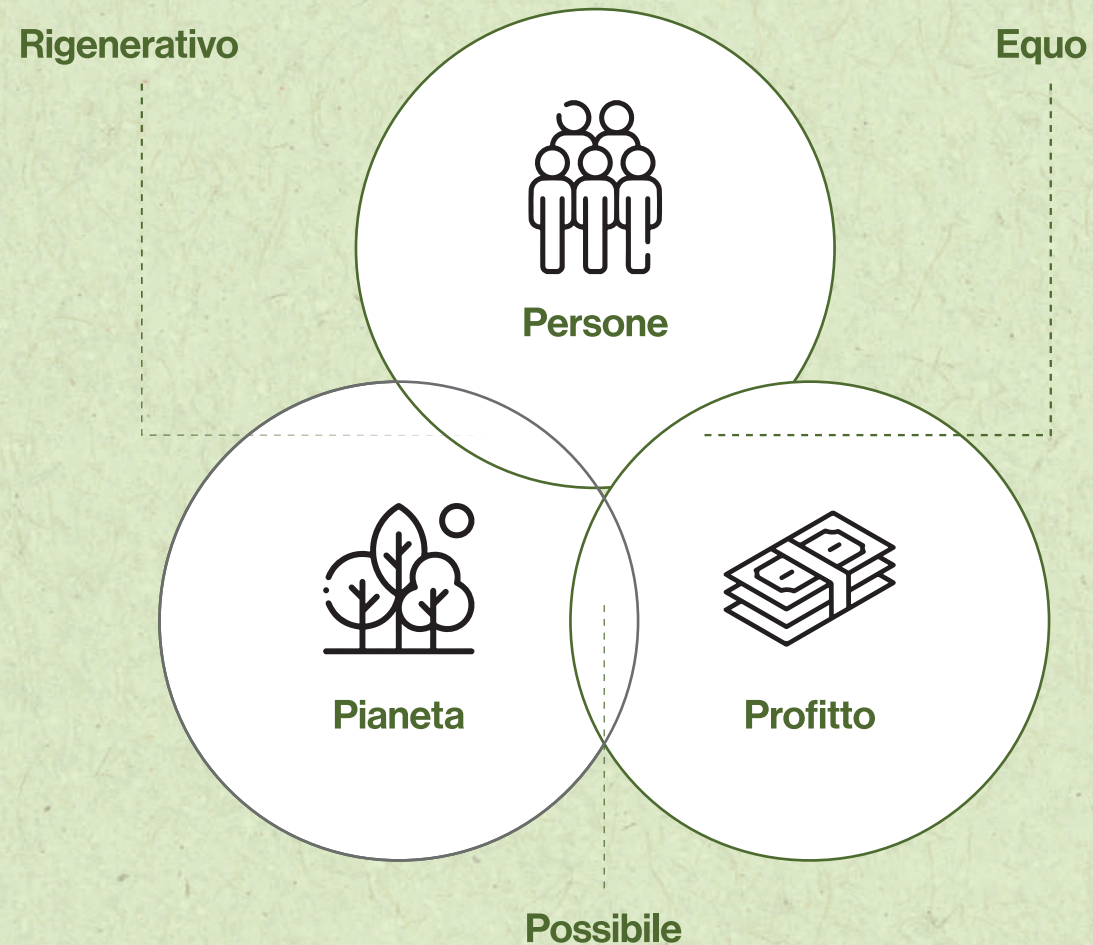 Rigenerativo
Equo
Persone
Pianeta
Profitto
Possibile